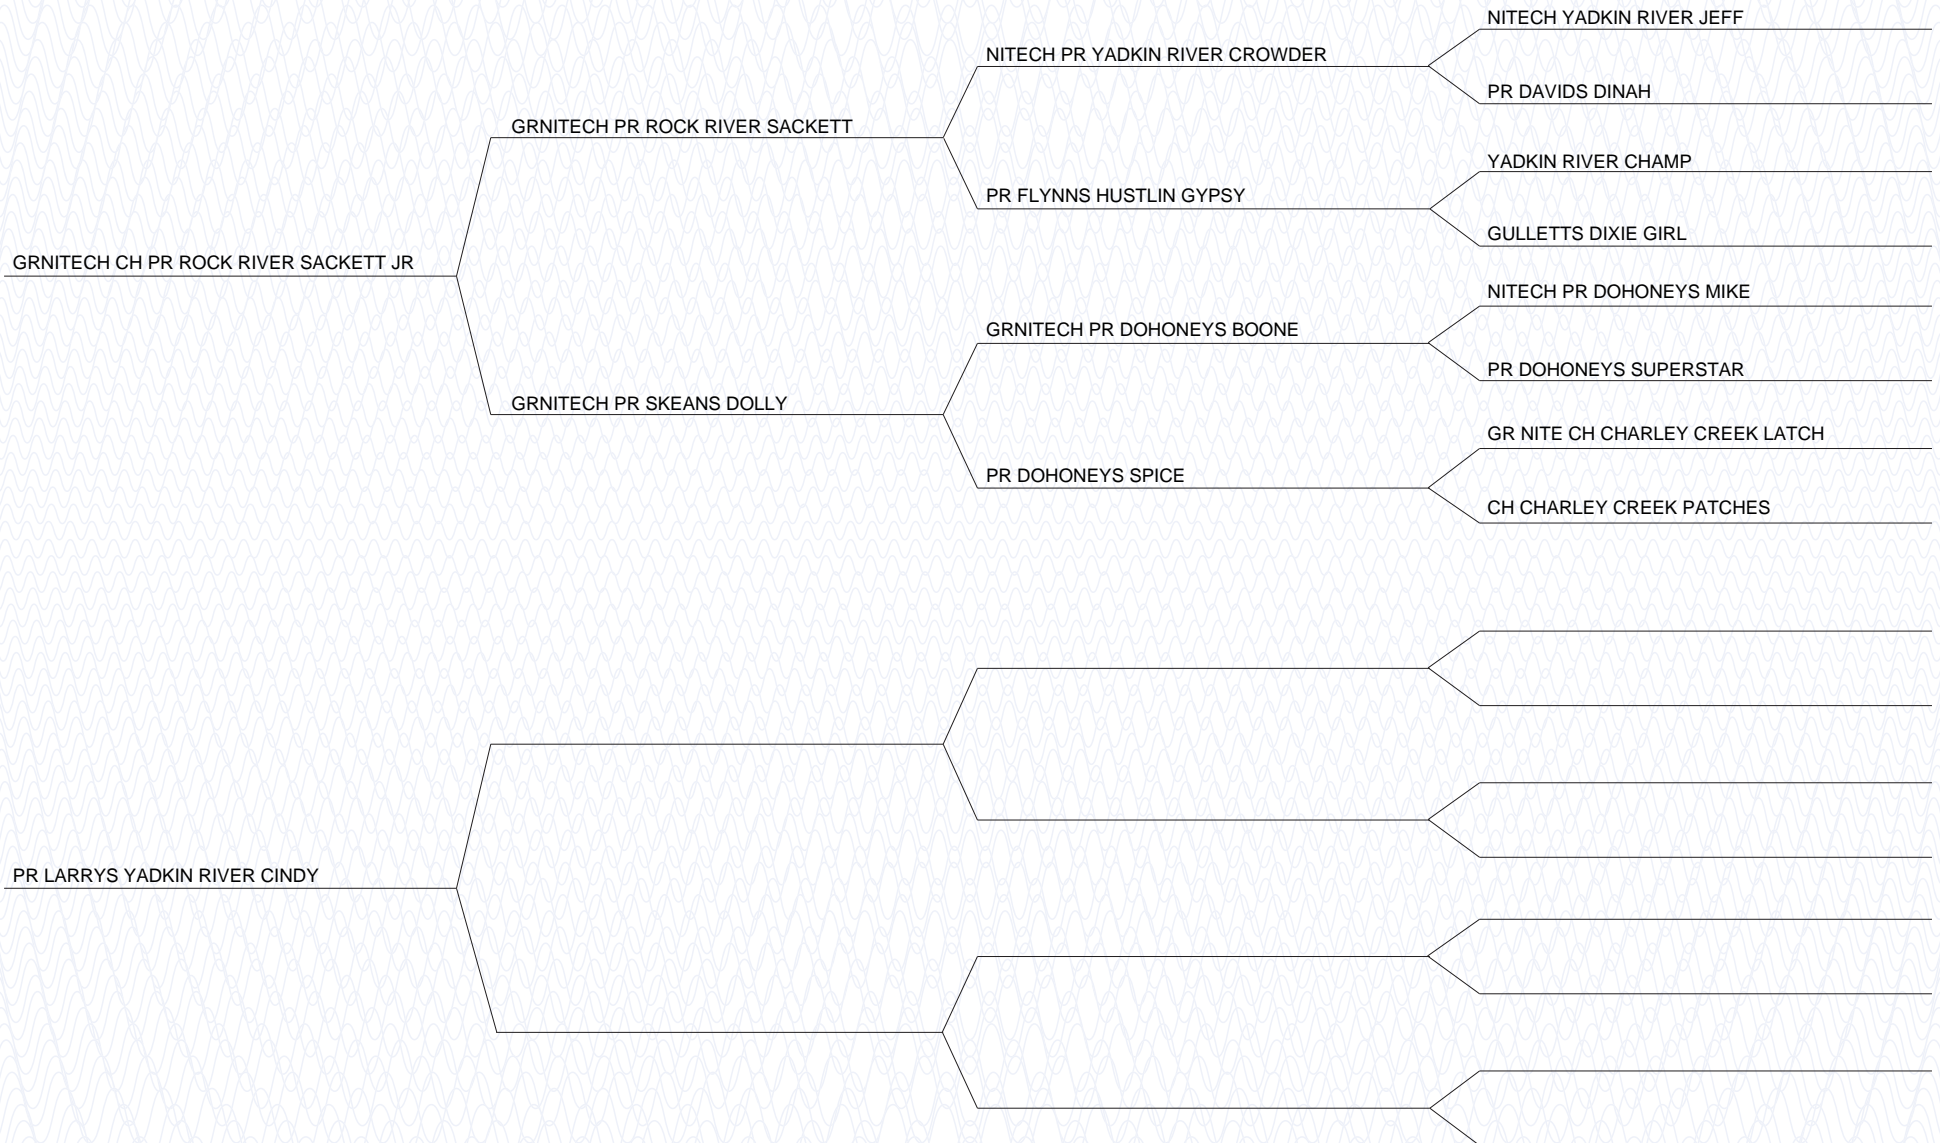 NITECH YADKIN RIVER JEFF
NITECH PR YADKIN RIVER CROWDER
PR DAVIDS DINAH
GRNITECH PR ROCK RIVER SACKETT
YADKIN RIVER CHAMP
PR FLYNNS HUSTLIN GYPSY
GULLETTS DIXIE GIRL
GRNITECH CH PR ROCK RIVER SACKETT JR
NITECH PR DOHONEYS MIKE
GRNITECH PR DOHONEYS BOONE
PR DOHONEYS SUPERSTAR
GRNITECH PR SKEANS DOLLY
GR NITE CH CHARLEY CREEK LATCH
PR DOHONEYS SPICE
CH CHARLEY CREEK PATCHES
PR LARRYS YADKIN RIVER CINDY